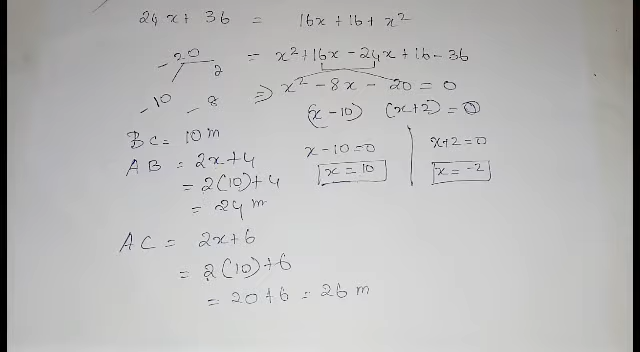 24x + 36 = 16x + 16 + x²
= x² + 16x - 24x + 16 - 36
-20
2
-10 - 8
⇒ x² - 8x - 20 = 0
(x - 10) (x + 2) = 0
x - 10 = 0
x = 10
x + 2 = 0
x = -2
BC = 10 m
AB = 2x + 4
= 2(10) + 4
= 24 m
AC = 2x + 6
= 2(10) + 6
= 20 + 6 = 26 m